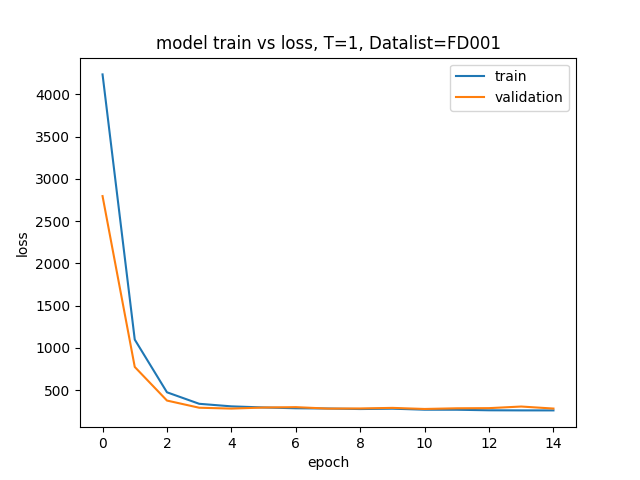 model train vs loss, T=1, Datalist=FD001
train
validation
loss
4000
3500
3000
2500
2000
1500
1000
500
0 2 4 6 8 10 12 14
epoch